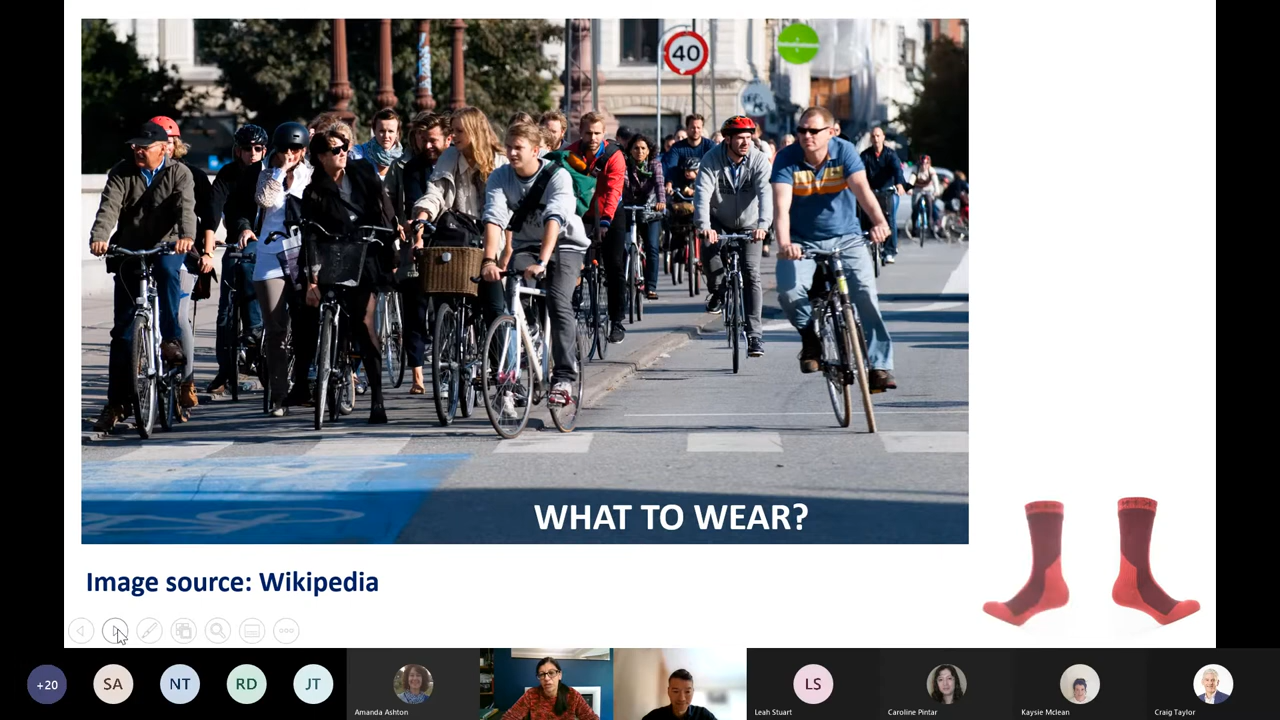 40
WHAT TO WEAR?
Image source: Wikipedia
+20
SA
NT
RD
JT
Amanda Ashton
LS
Leah Stuart
Caroline Pintar
Kaysie Mclean
Craig Taylor